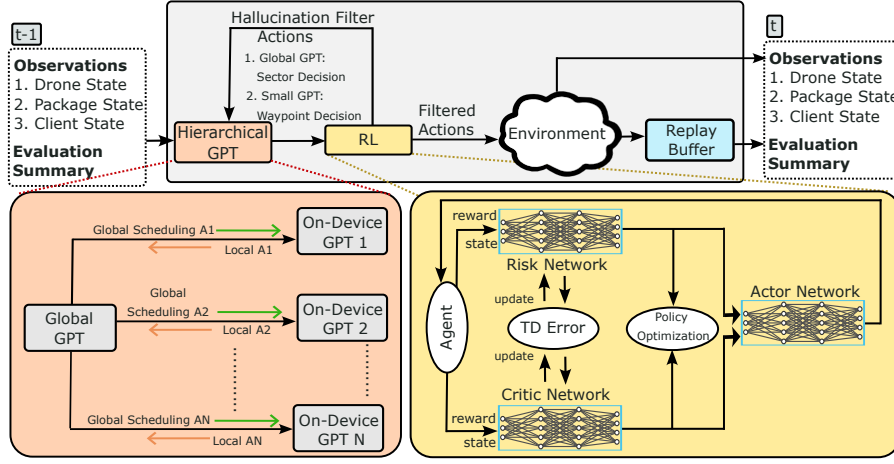 t-1
Observations
1. Drone State
2. Package State
3. Client State
Evaluation
Summary
Hallucination Filter
Actions
1. Global GPT:
Sector Decision
2. Small GPT:
Waypoint Decision
Hierarchical
GPT
RL
Filtered
Actions
Environment
Replay
Buffer
t
Observations
1. Drone State
2. Package State
3. Client State
Evaluation
Summary
Global
GPT
Global Scheduling A1
Local A1
On-Device
GPT 1
Global
Scheduling A2
Local A2
On-Device
GPT 2
Global Scheduling AN
Local AN
On-Device
GPT N
Agent
reward
state
Risk Network
update
TD Error
update
Critic Network
reward
state
Policy
Optimization
Actor Network